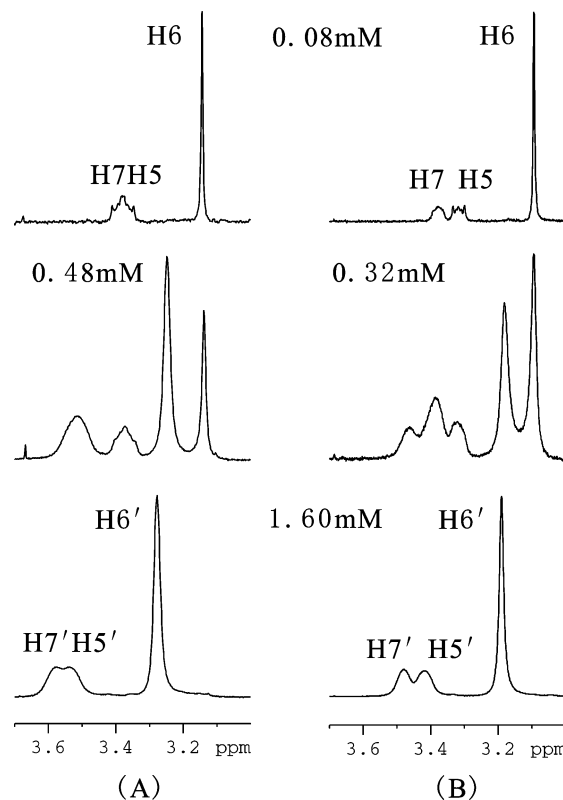 H6 0.08mM H6
H7H5 H7 H5
0.48mM 0.32mM
H6′ 1.60mM H6′
H7′H5′ H7′ H5′
3.6 3.4 3.2 ppm 3.6 3.4 3.2 ppm
(A) (B)